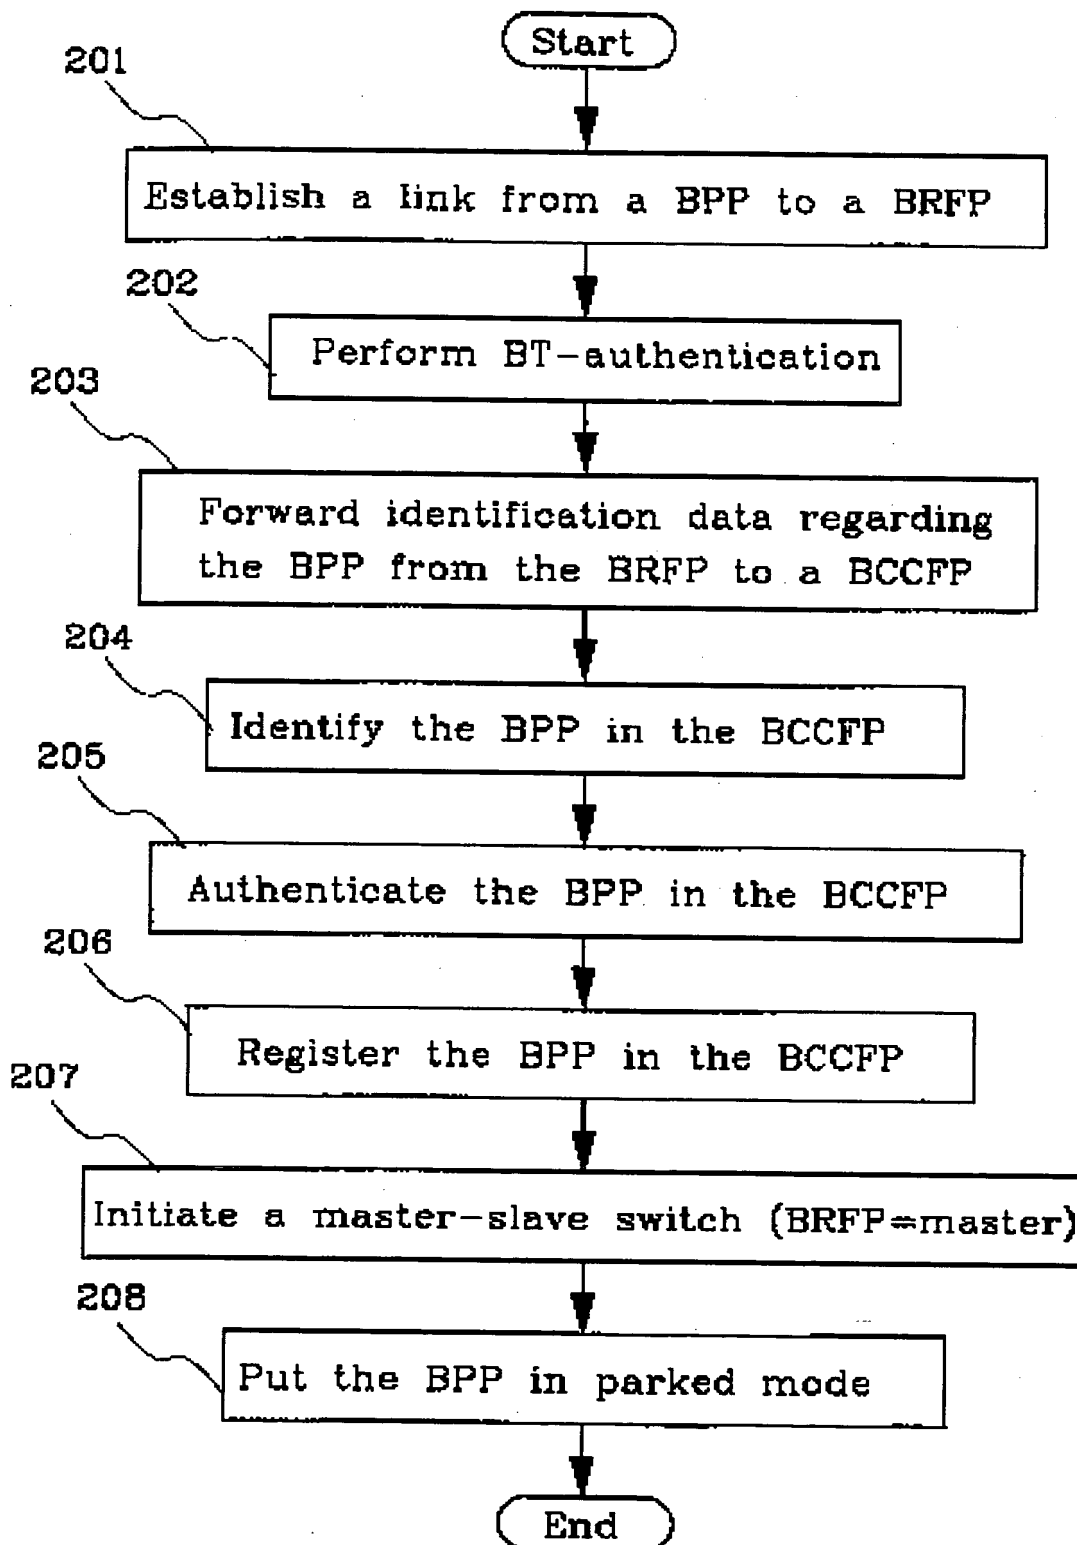 Start
201
Establish a link from a BPP to a BRFP
202
Perform BT-authentication
203
Forward identification data regarding
the BPP from the BRFP to a BCCFP
204
Identify the BPP in the BCCFP
205
Authenticate the BPP in the BCCFP
206
Register the BPP in the BCCFP
207
Initiate a master-slave switch (BRFP=master)
208
Put the BPP in parked mode
End